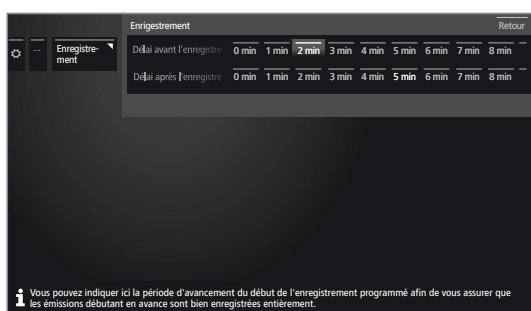 Enrigestrement Retour
... Enregistre-
ment
Délai avant l'enregistre 0 min 1 min 2 min 3 min 4 min 5 min 6 min 7 min 8 min
Délai après l'enregistre 0 min 1 min 2 min 3 min 4 min 5 min 6 min 7 min 8 min
Vous pouvez indiquer ici la période d'avancement du début de l'enregistrement programmé afin de vous assurer que
les émissions débutant en avance sont bien enregistrées entièrement.